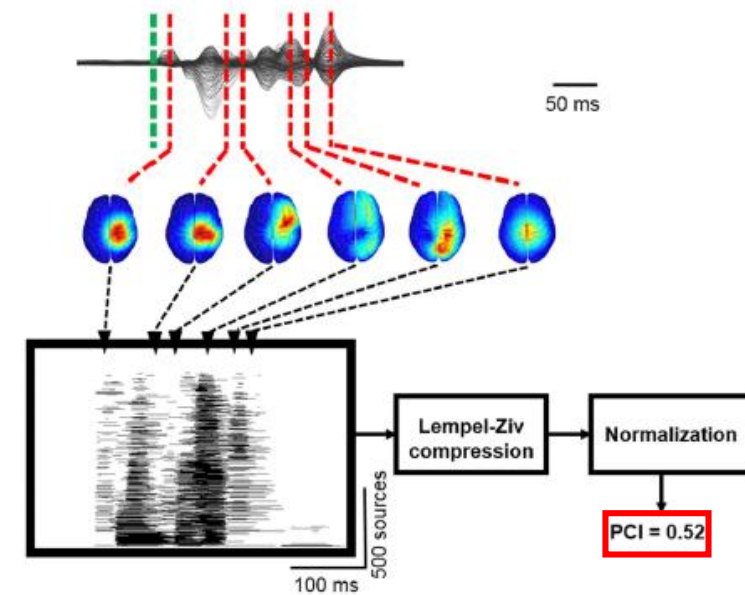 50 ms
Lempel-Ziv
compression
Normalization
PCI = 0.52
500 sources
100 ms